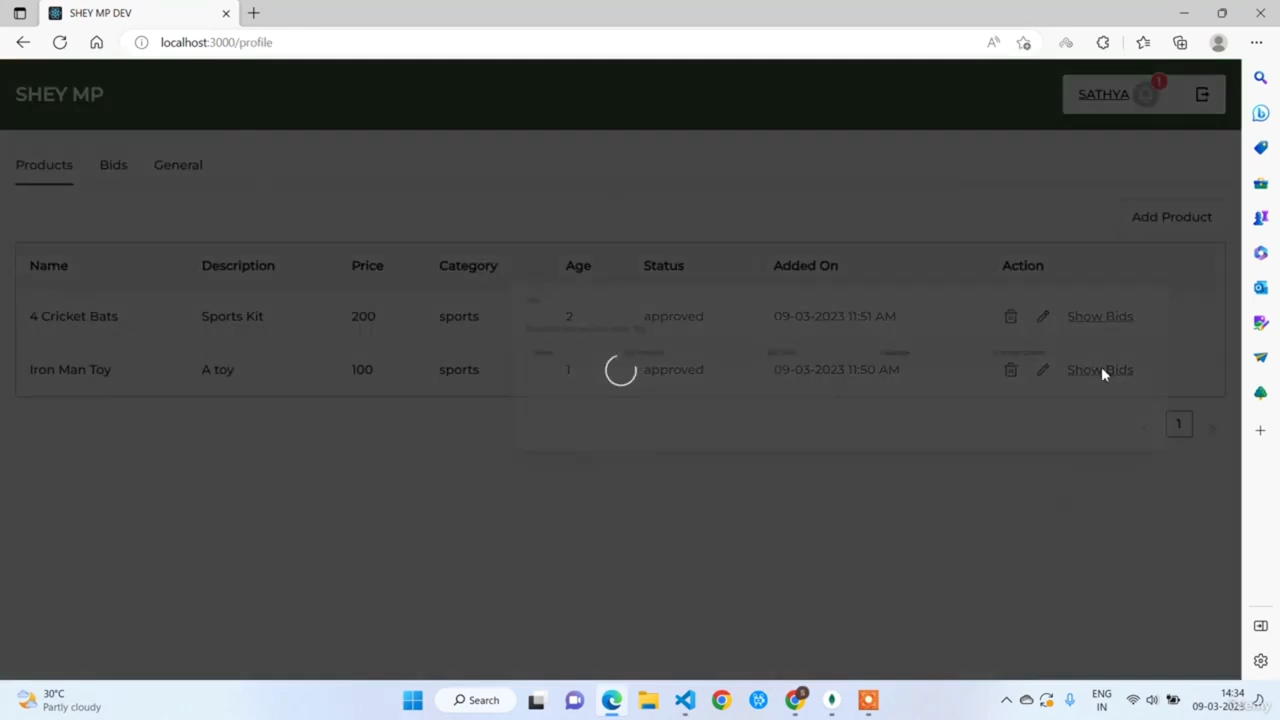 SHEY MP DEV
localhost:3000/profile
SHEY MP
SATHYA
1
Products Bids General
Add Product
Name Description Price Category Age Status Added On Action
4 Cricket Bats Sports Kit 200 sports 2 approved 09-03-2023 11:51 AM Show Bids
Iron Man Toy A toy 100 sports 1 approved 09-03-2023 11:50 AM Show Bids
1
30°C
Partly cloudy
Search
ENG
IN
14:34
09-03-2023